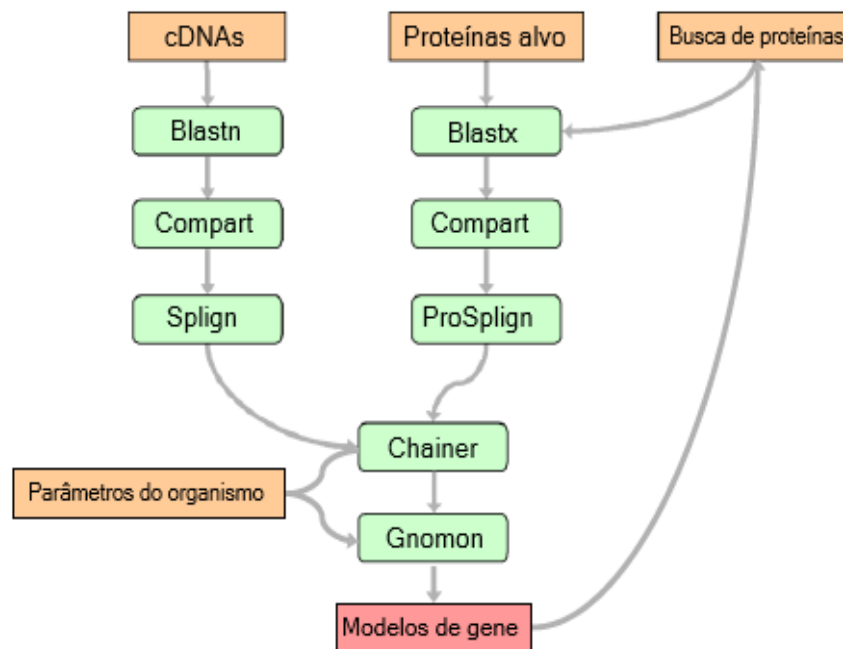 cDNAs
Proteínas alvo
Busca de proteínas
Blastn
Blastx
Compart
Compart
Splign
ProSplign
Chainer
Parâmetros do organismo
Gnomon
Modelos de gene